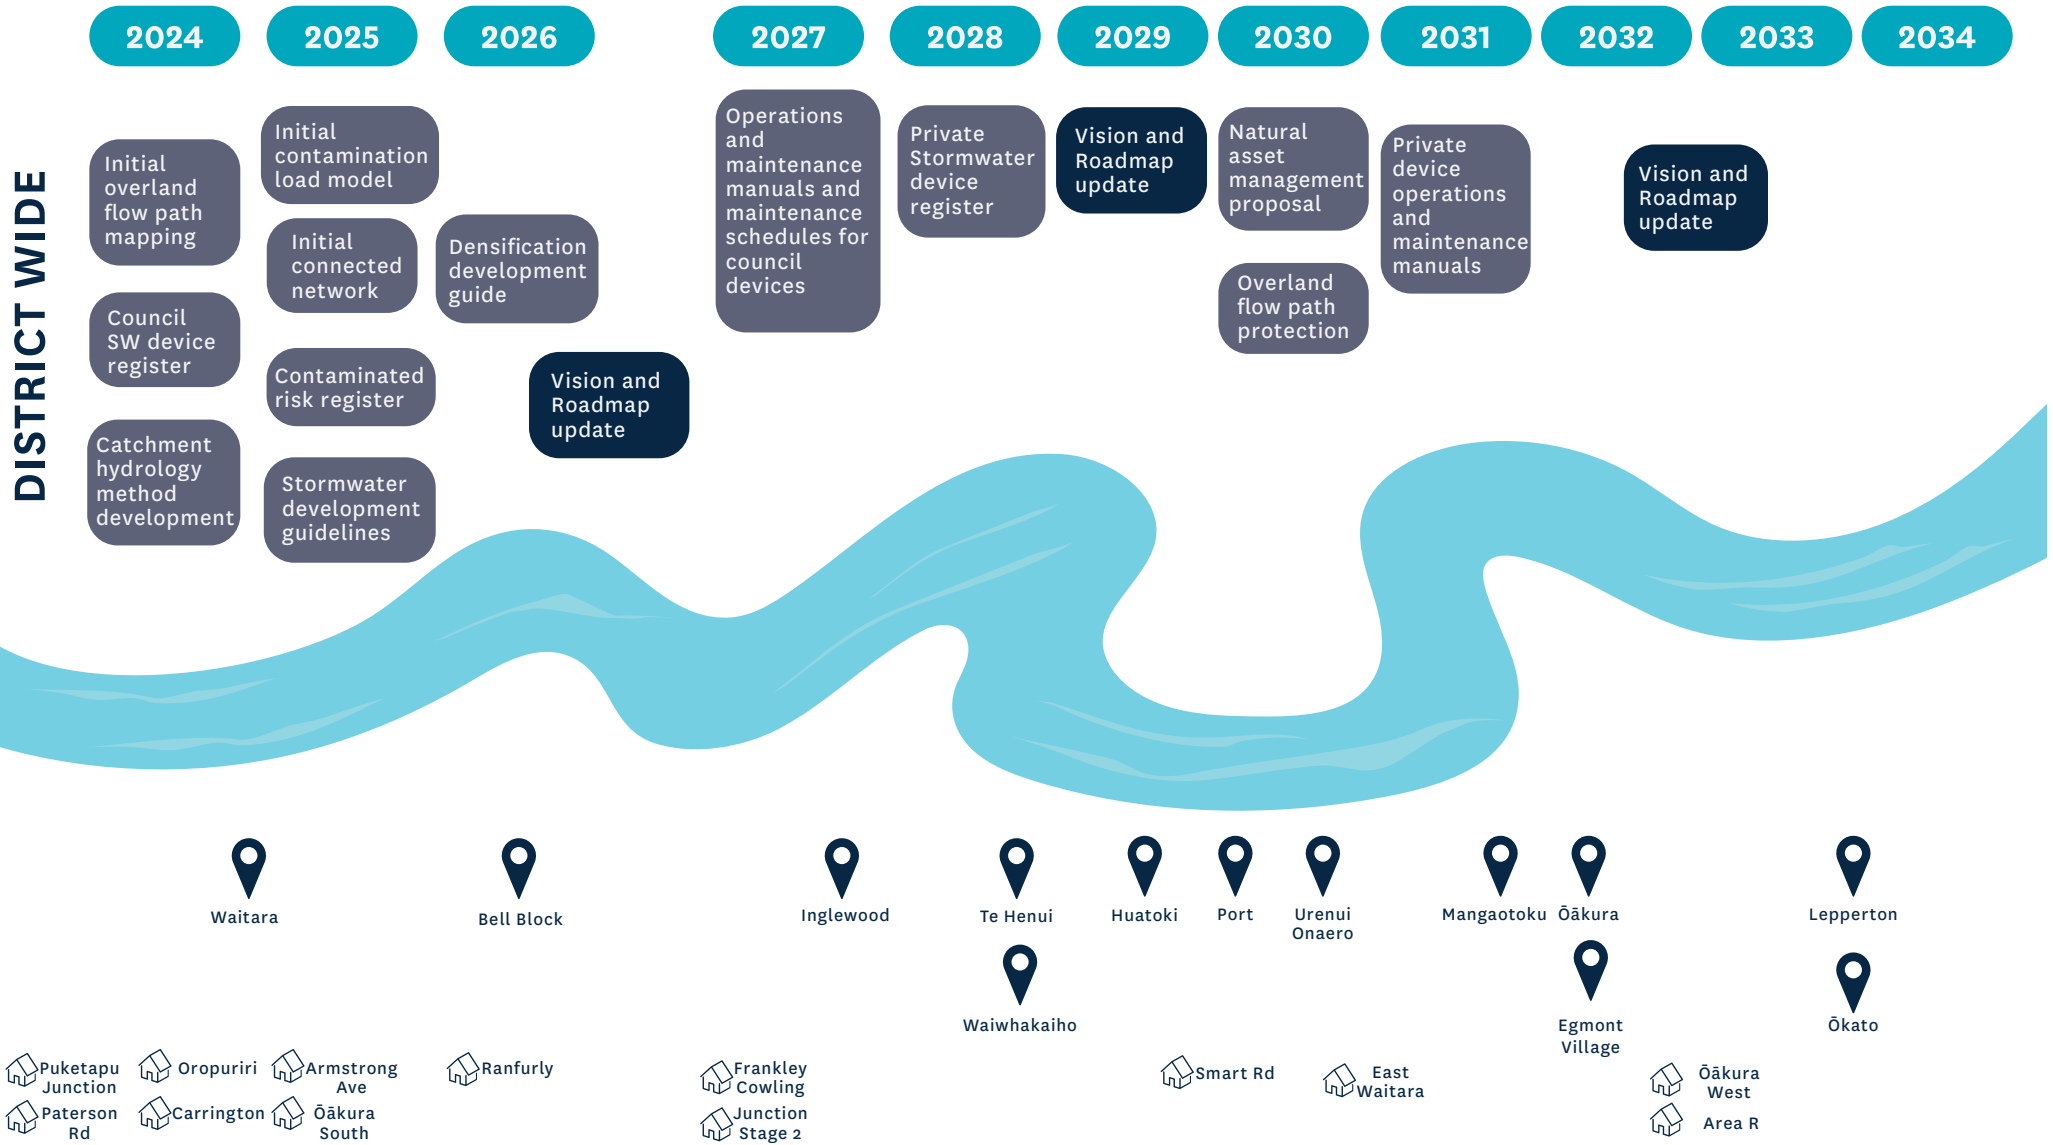 2024
2025
2026
2027
2028
2029
2030
2031
2032
2033
2034
DISTRICT WIDE
Initial
overland
flow path
mapping
Council
SW device
register
Catchment
hydrology
method
development
Initial
contamination
load model
Initial
connected
network
Contaminated
risk register
Stormwater
development
guidelines
Densification
development
guide
Vision and
Roadmap
update
Operations
and
maintenance
manuals and
maintenance
schedules for
council
devices
Private
Stormwater
device
register
Vision and
Roadmap
update
Natural
asset
management
proposal
Overland
flow path
protection
Private
device
operations
and
maintenance
manuals
Vision and
Roadmap
update
Waitara
Bell Block
Inglewood
Te Henui
Huatoki
Port
Urenui
Onaero
Mangaotoku
Ōākura
Lepperton
Waiwhakaiho
Egmont
Village
Ōkato
Puketapu
Junction
Oropuriri
Armstrong
Ave
Ranfurly
Frankley
Cowling
Smart Rd
East
Waitara
Ōākura
West
Paterson
Rd
Carrington
Ōākura
South
Junction
Stage 2
Area R